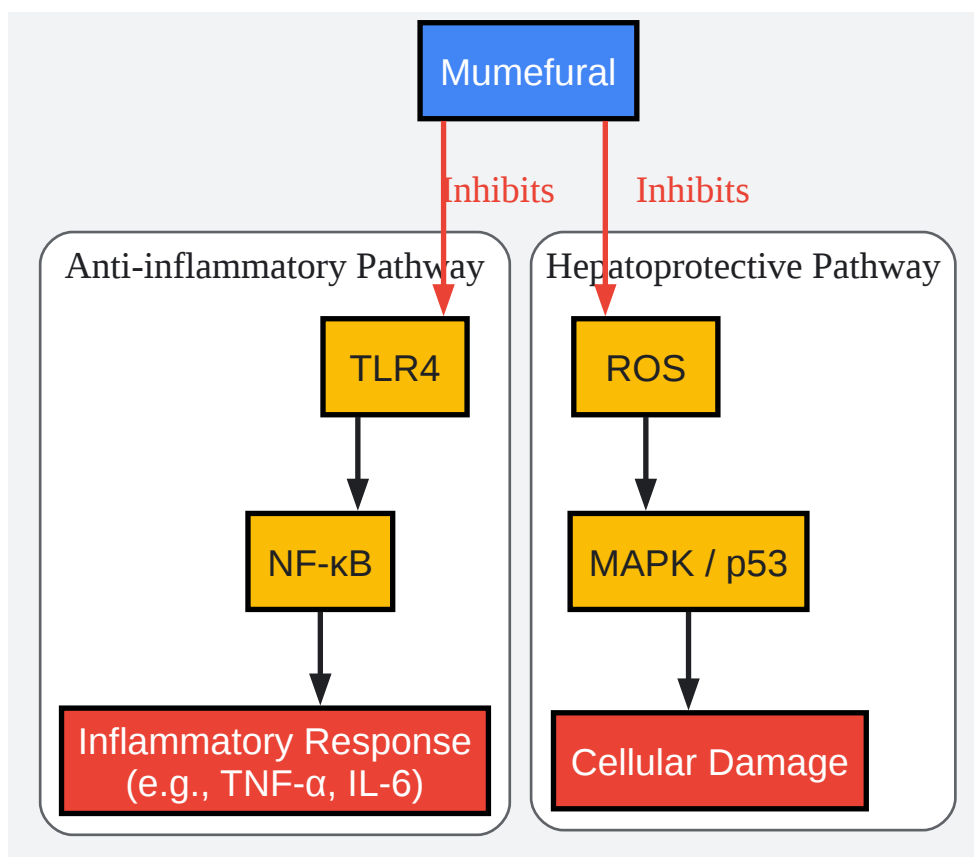 Mumefural
Inhibits
Inhibits
Anti-inflammatory Pathway
Hepatoprotective Pathway
TLR4
ROS
NF-κB
MAPK / p53
Inflammatory Response
(e.g., TNF-α, IL-6)
Cellular Damage